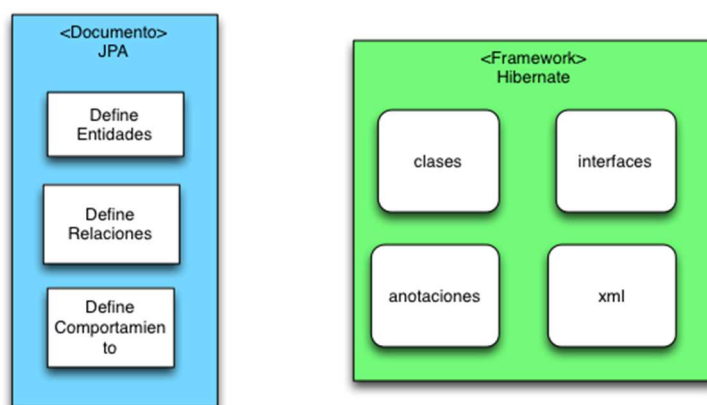 <Documento>
JPA
Define
Entidades
Define
Relaciones
Define
Comportamien
to
<Framework>
Hibernate
clases
interfaces
anotaciones
xml